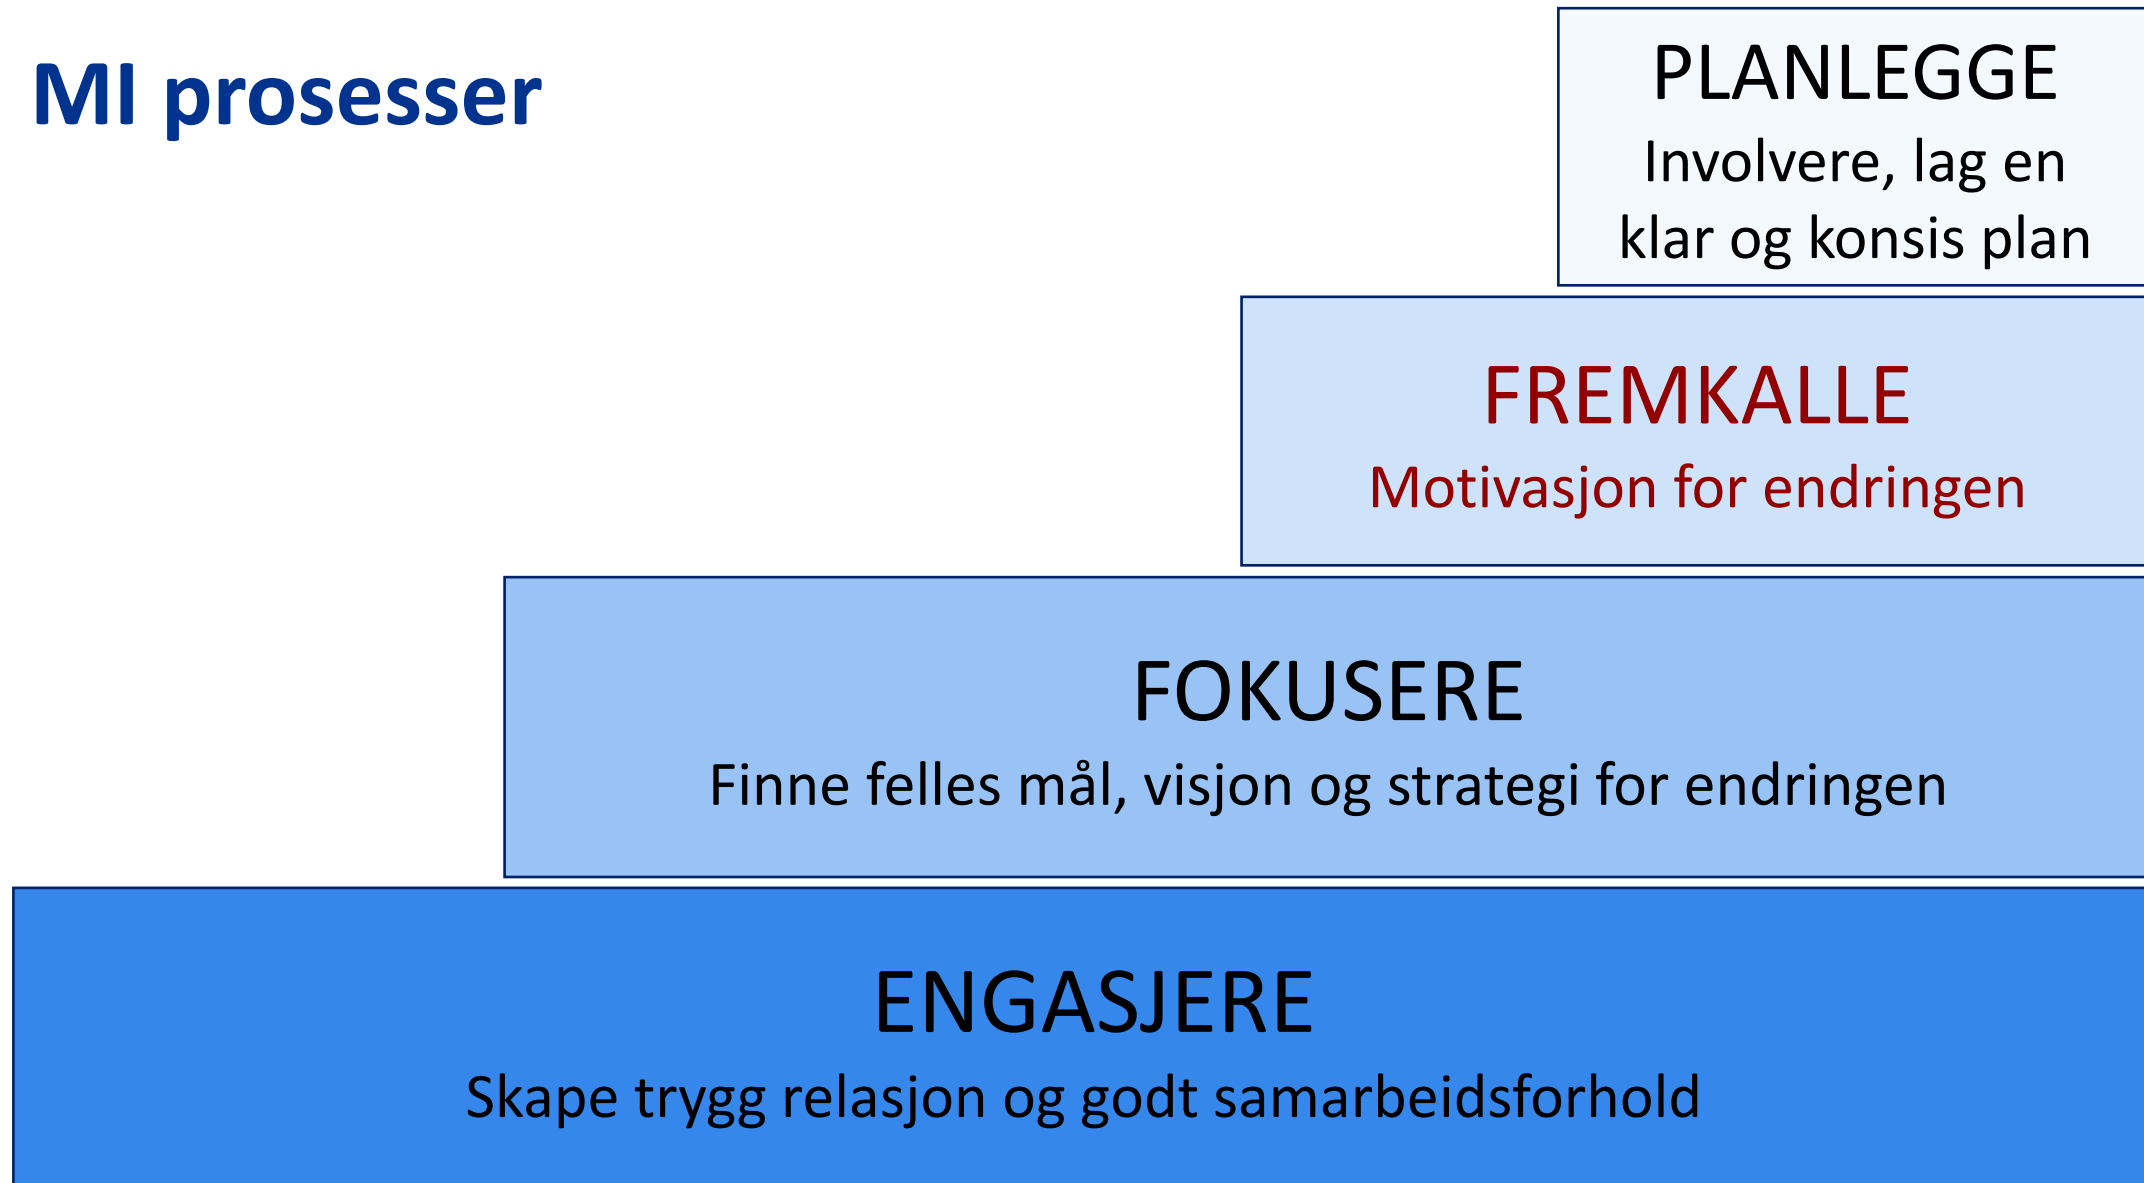 MI prosesser
PLANLEGGE
Involvere, lag en
klar og konsis plan
FREMKALLE
Motivasjon for endringen
FOKUSERE
Finne felles mål, visjon og strategi for endringen
ENGASJERE
Skape trygg relasjon og godt samarbeidsforhold